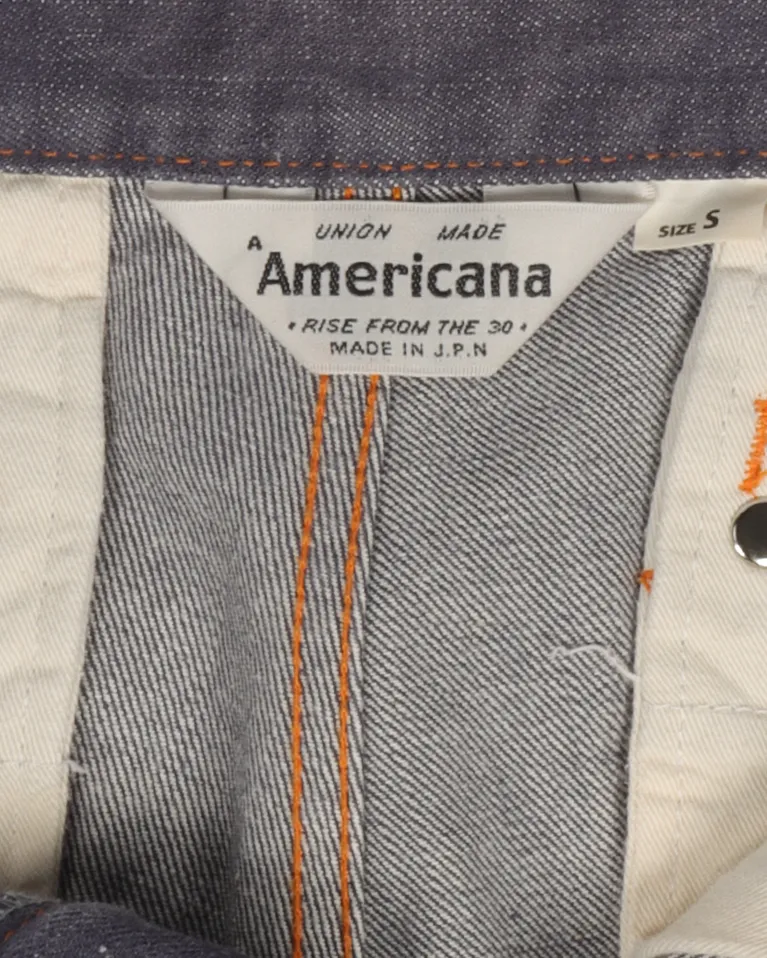 UNION MADE
A
Americana
• RISE FROM THE 30 •
MADE IN J.P.N
SIZE S